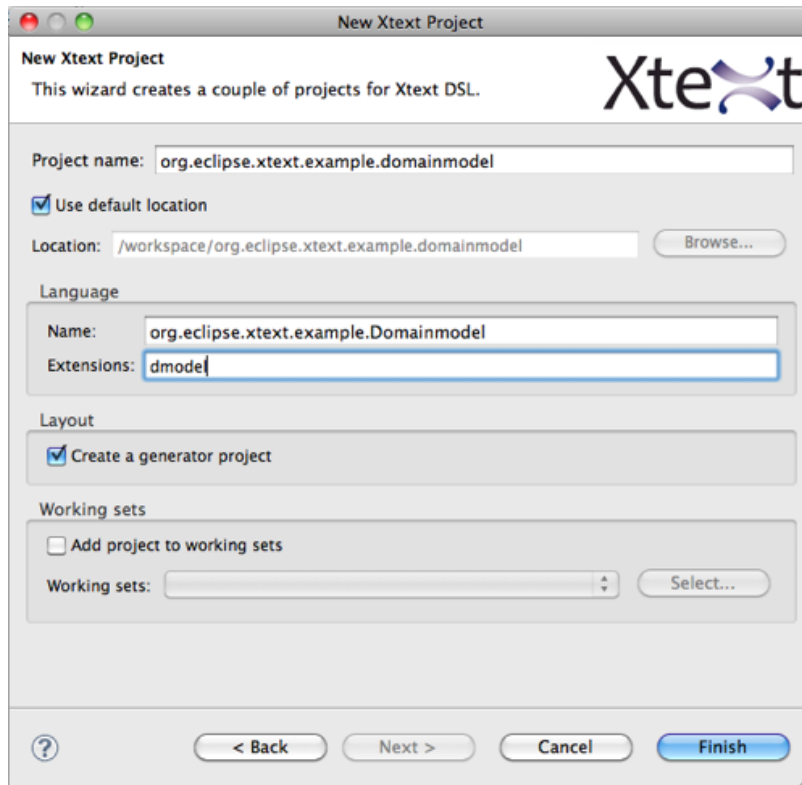 New Xtext Project
New Xtext Project
This wizard creates a couple of projects for Xtext DSL.
Xtext
Project name: org.eclipse.xtext.example.domainmodel
Use default location
Location: /workspace/org.eclipse.xtext.example.domainmodel Browse...
Language
Name: org.eclipse.xtext.example.Domainmodel
Extensions: dmodel
Layout
Create a generator project
Working sets
Add project to working sets
Working sets: Select...
? < Back Next > Cancel Finish